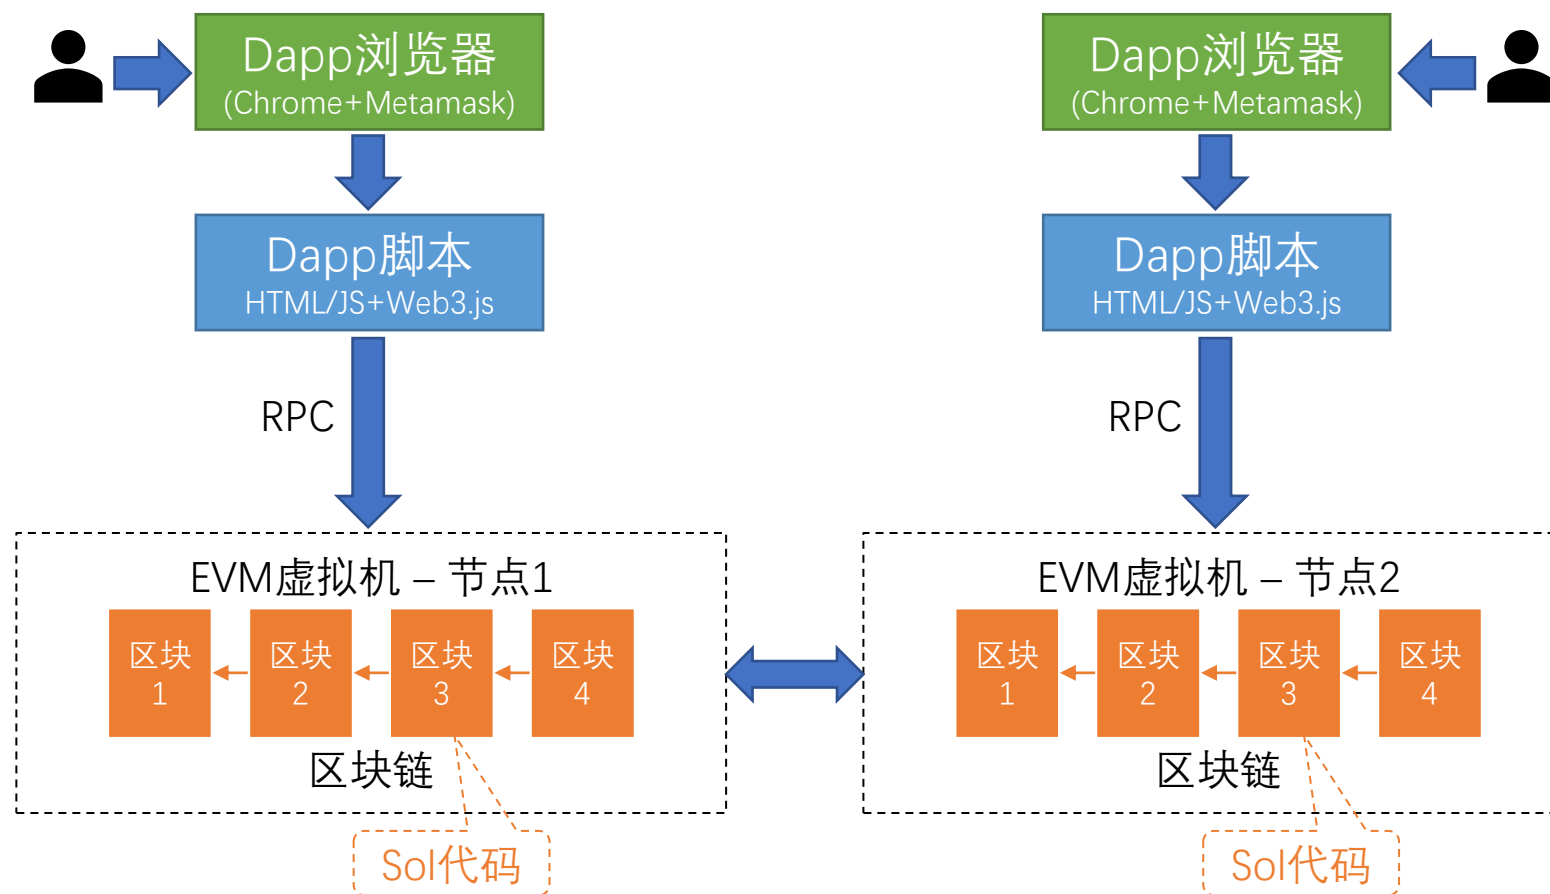 Dapp浏览器
(Chrome+Metamask)
Dapp脚本
HTML/JS+Web3.js
RPC
EVM虚拟机 – 节点1
区块
1
区块
2
区块
3
区块
4
区块链
Sol代码
Dapp浏览器
(Chrome+Metamask)
Dapp脚本
HTML/JS+Web3.js
RPC
EVM虚拟机 – 节点2
区块
1
区块
2
区块
3
区块
4
区块链
Sol代码